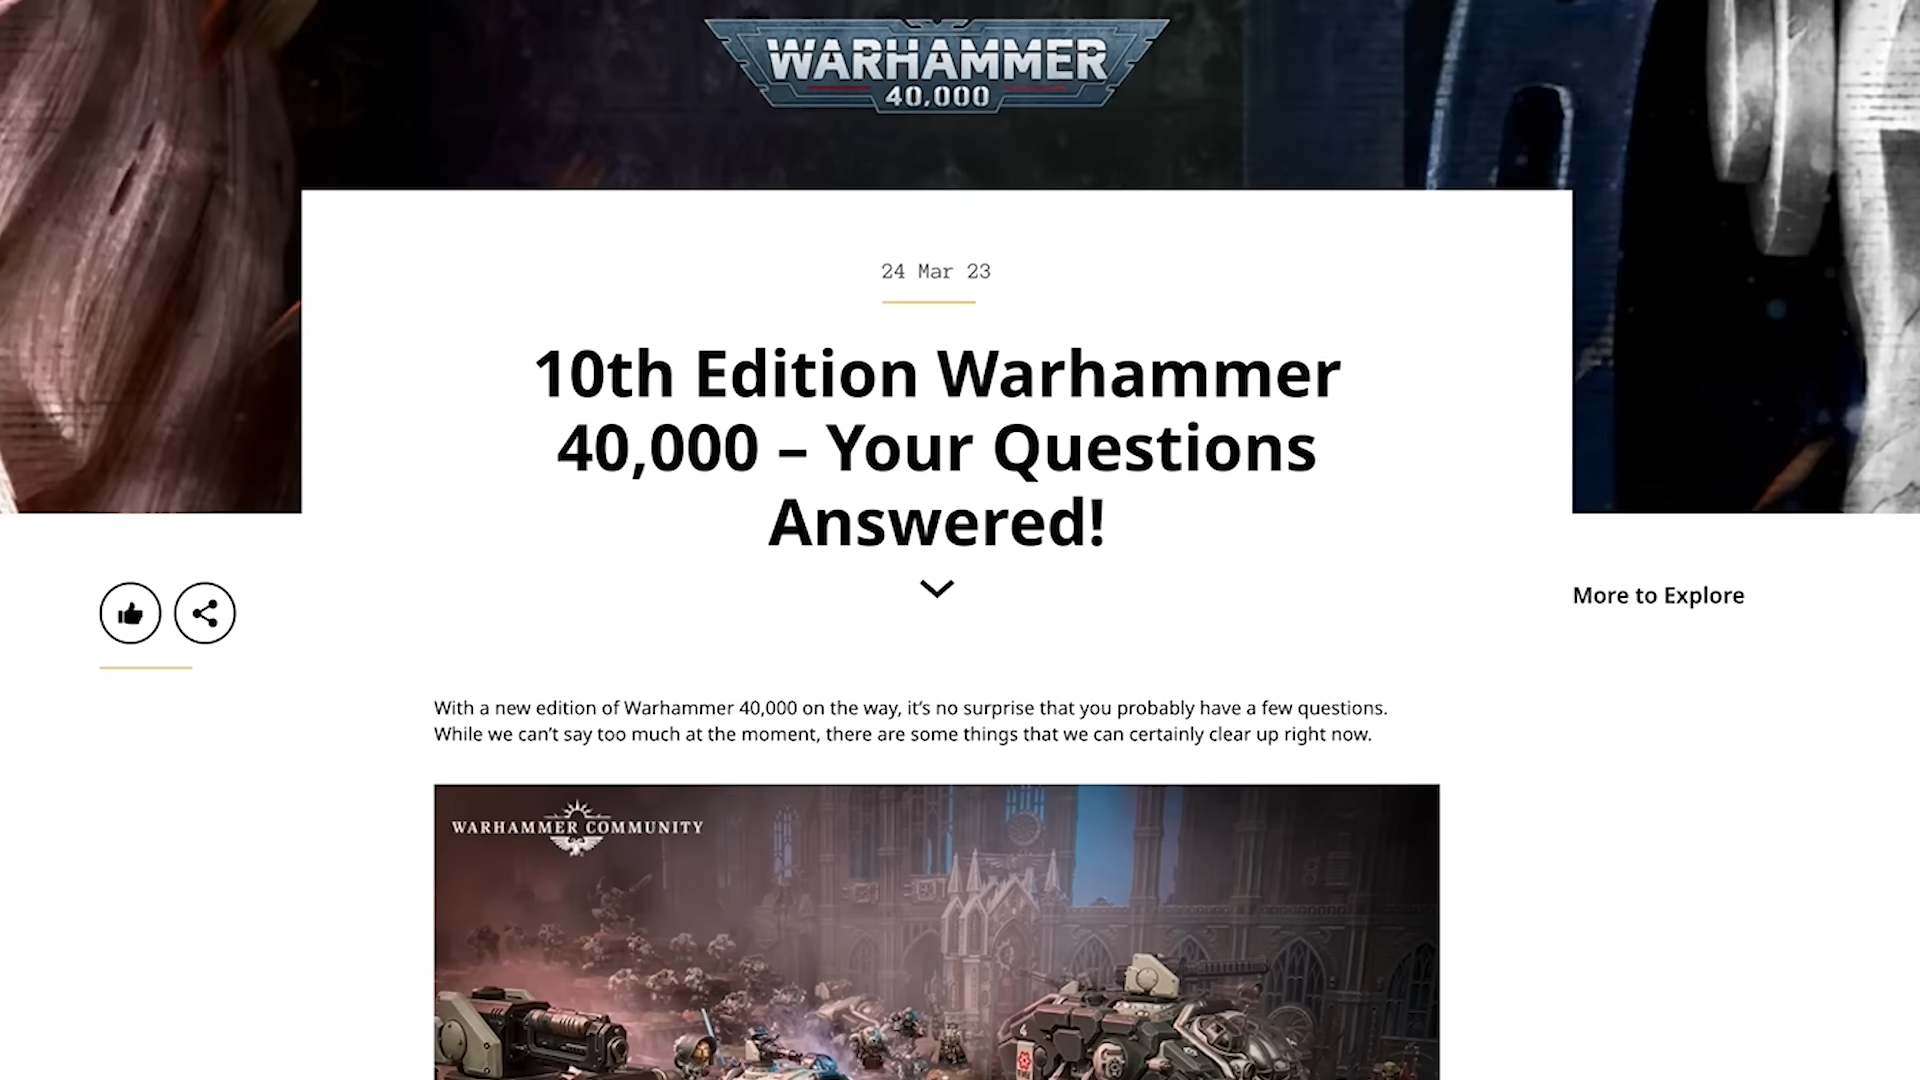 WARHAMMER
40,000
24 Mar 23
10th Edition Warhammer
40,000 – Your Questions
Answered!
More to Explore
With a new edition of Warhammer 40,000 on the way, it’s no surprise that you probably have a few questions.
While we can’t say too much at the moment, there are some things that we can certainly clear up right now.
WARHAMMER COMMUNITY
4